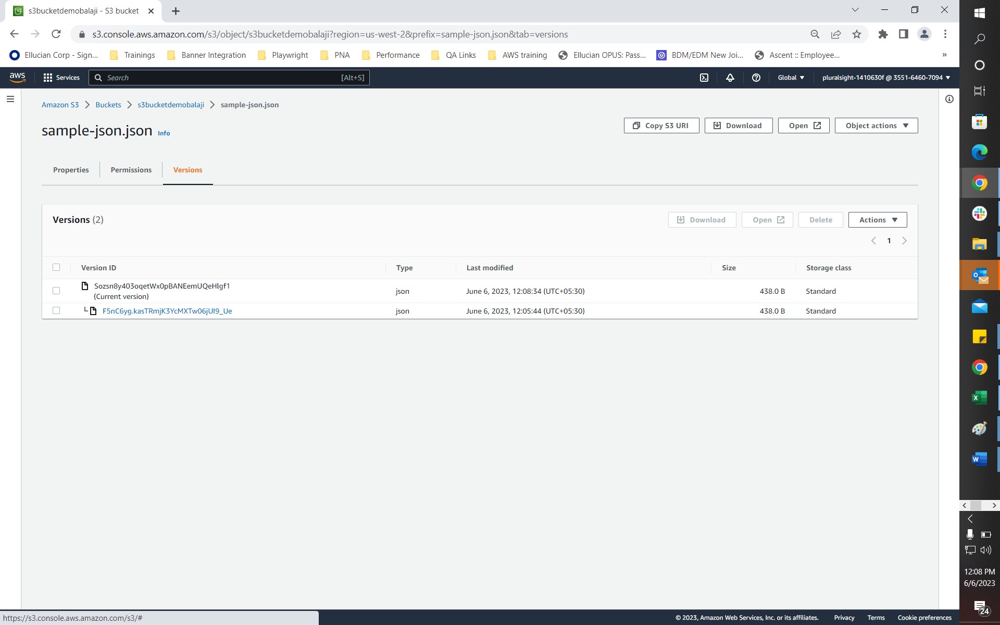 s3bucketdemobalaji - S3 bucket
s3.console.aws.amazon.com/s3/object/s3bucketdemobalaji?region=us-west-2&prefix=sample-json.json&tab=versions
Ellucian Corp - Sign... Trainings Banner Integration Playwright PNA Performance QA Links AWS training Ellucian OPUS: Pass... BDM/EDM New Joi... Ascent :: Employee... »
aws Services Search [Alt+S] Global pluralsight-1410630f @ 3551-6460-7094
Amazon S3 > Buckets > s3bucketdemobalaji > sample-json.json
sample-json.json Info Copy S3 URI Download Open Object actions
Properties Permissions Versions
Versions (2) Download Open Delete Actions
< 1 >
Version ID Type Last modified Size Storage class
Sozsn8y403oqetWx0pBANEemUQeHlgf1 json June 6, 2023, 12:08:34 (UTC+05:30) 438.0 B Standard
(Current version)
F5nC6yg.kasTRmjK3YcMXTw06jUI9_Ue json June 6, 2023, 12:05:44 (UTC+05:30) 438.0 B Standard
12:08 PM
6/6/2023
24
https://s3.console.aws.amazon.com/s3/# © 2023, Amazon Web Services, Inc. or its affiliates. Privacy Terms Cookie preferences